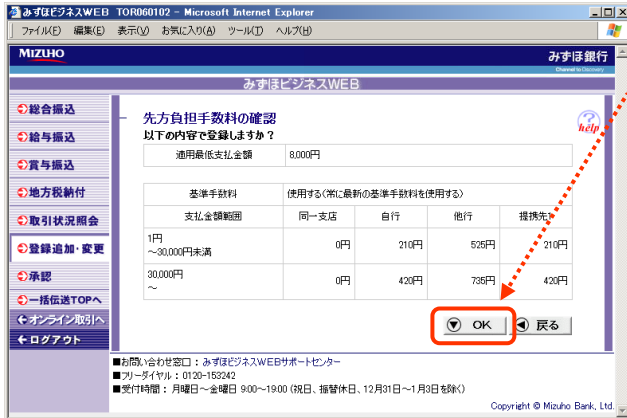 みずほビジネスWEB TOR060102 - Microsoft Internet Explorer
ファイル(F) 編集(E) 表示(V) お気に入り(A) ツール(T) ヘルプ(H)
MIZUHO みずほ銀行
Channel to Discovery
みずほビジネスWEB
総合振込
給与振込
賞与振込
地方税納付
取引状況照会
登録追加・変更
承認
一括伝送TOPへ
オンライン取引へ
ログアウト
先方負担手数料の確認
help
以下の内容で登録しますか？
適用最低支払金額 8,000円
基準手数料 使用する(常に最新の基準手数料を使用する)
支払金額範囲 同一支店 自行 他行 提携先
1円
～30,000円未満 0円 210円 525円 210円
30,000円
～ 0円 420円 735円 420円
OK 戻る
■お問い合わせ窓口：みずほビジネスWEBサポートセンター
■フリーダイヤル：0120-153242
■受付時間：月曜日～金曜日 9:00～19:00 (祝日、振替休日、12月31日～1月3日を除く)
Copyright © Mizuho Bank, Ltd.